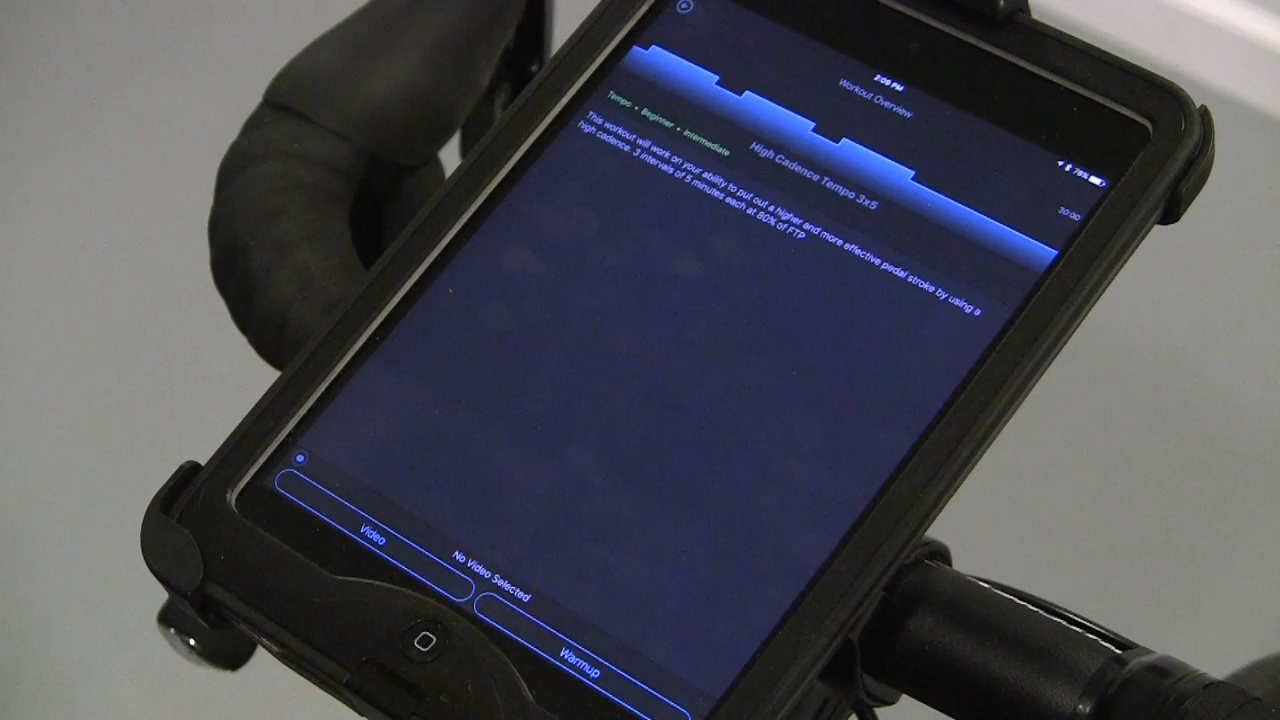 2:09 PM
78%
Workout Overview
30:00
High Cadence Tempo 3x5
Tempo • Beginner • Intermediate
This workout will work on your ability to put out a higher and more effective pedal stroke by using a
high cadence. 3 intervals of 5 minutes each at 80% of FTP
No Video Selected
Video
Warmup